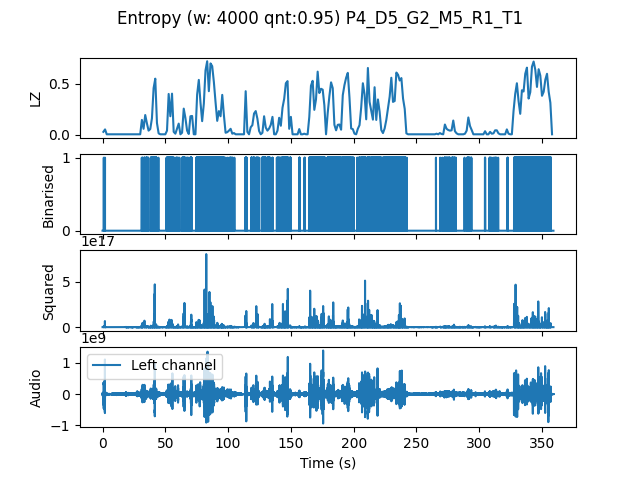 Entropy (w: 4000 qnt:0.95) P4_D5_G2_M5_R1_T1
LZ
0.5
0.0
Binarised
1
0
1e17
Squared
5
0
1e9
Audio
1
0
−1
Left channel
0 50 100 150 200 250 300 350
Time (s)